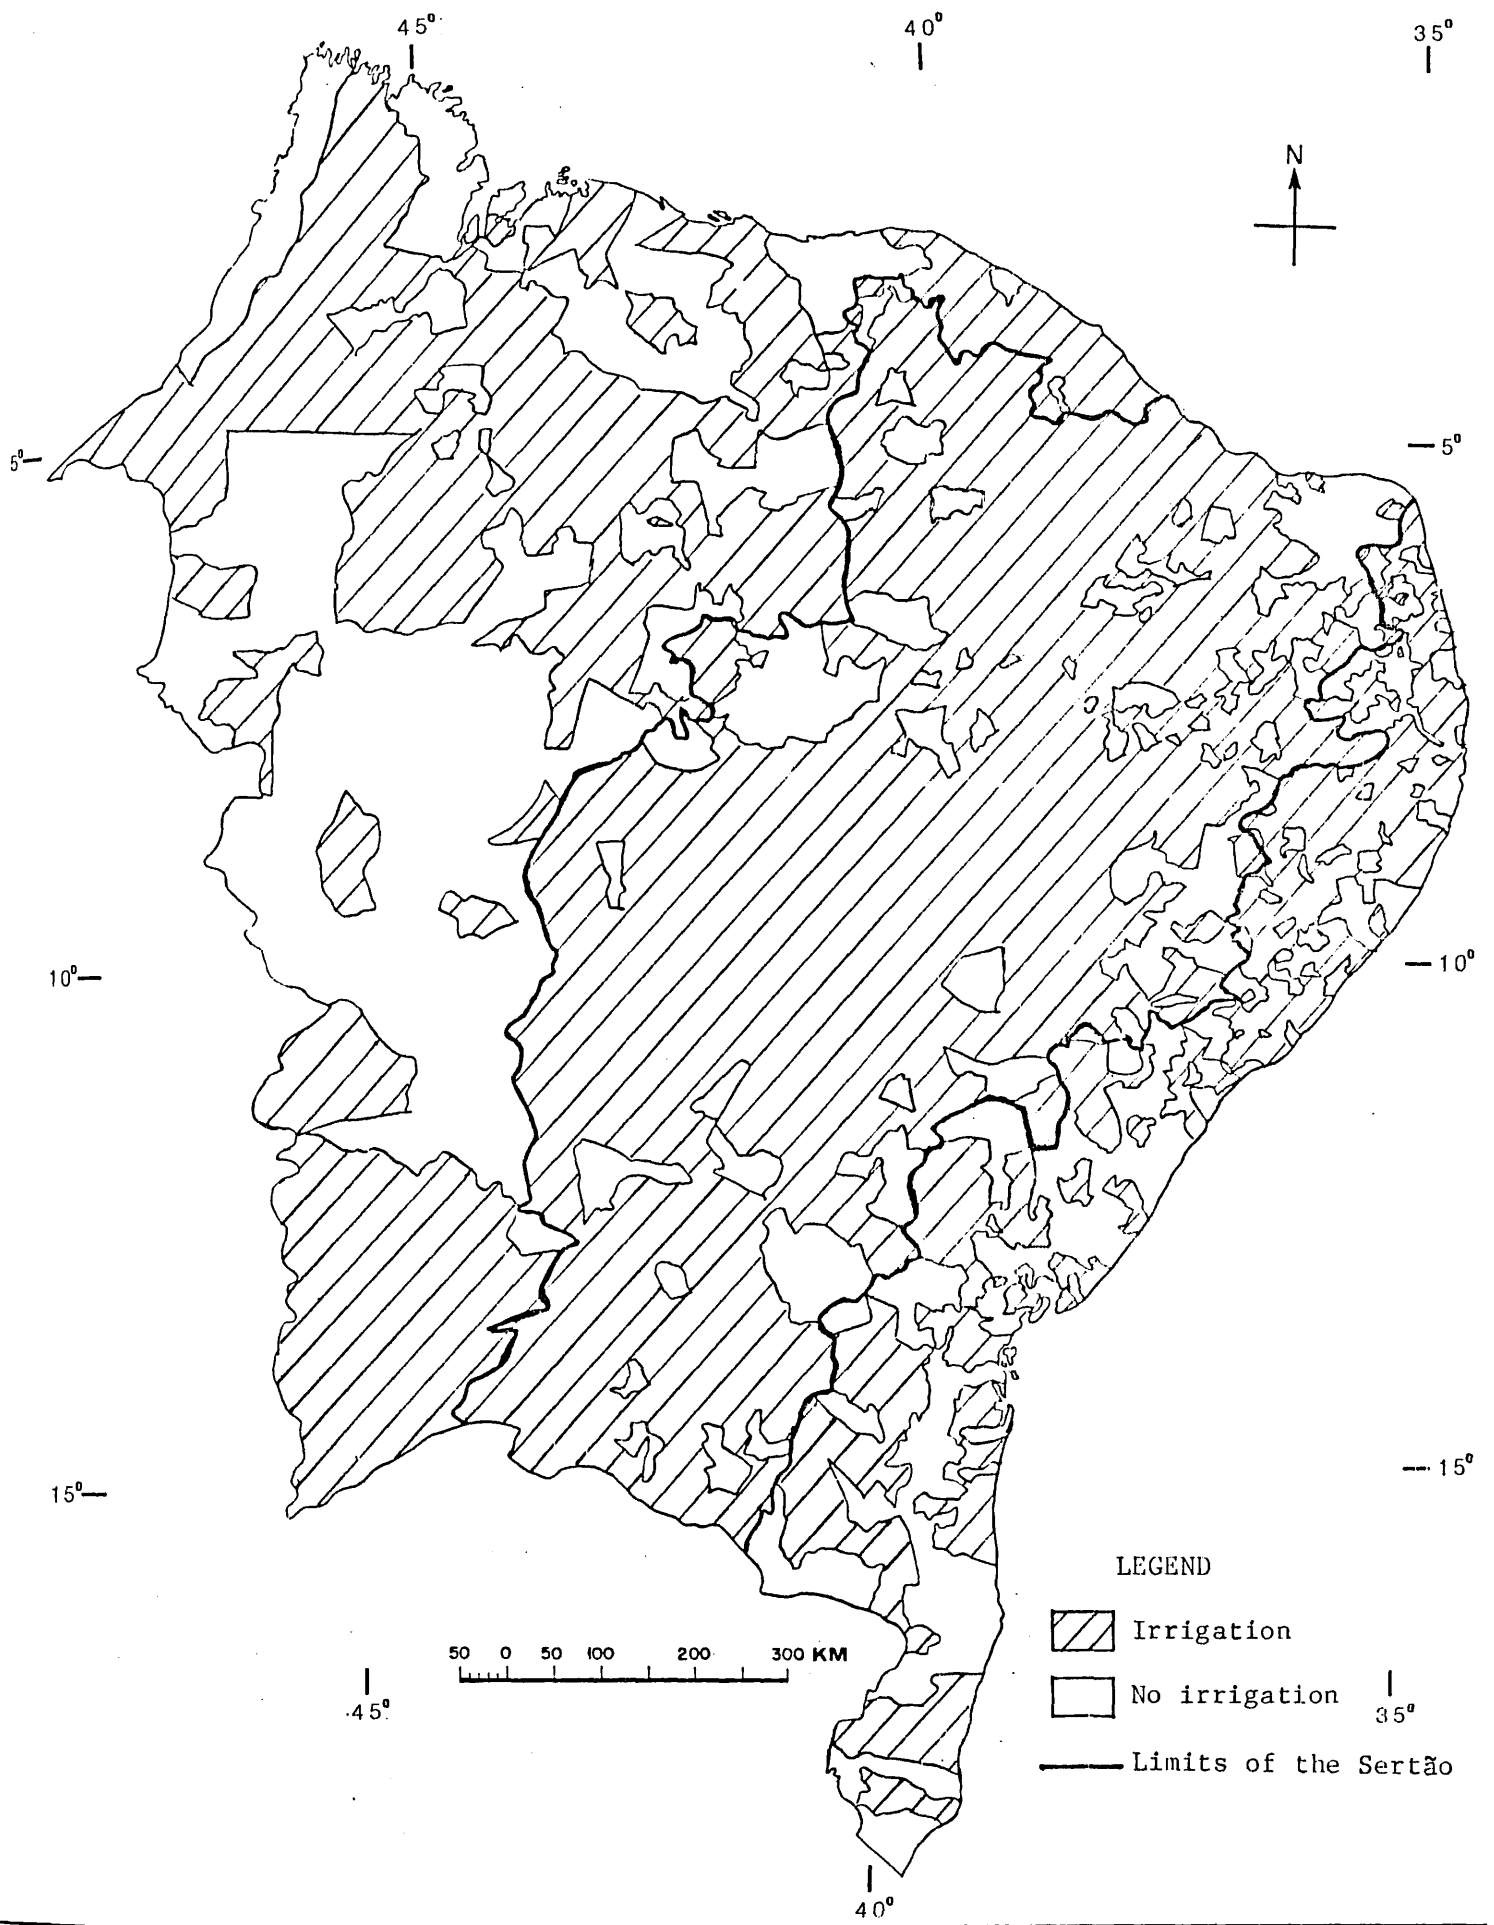 45° 40° 35°
N
5° 5°
10° 10°
15° 15°
LEGEND
Irrigation
50 0 50 100 200 300 KM
No irrigation
45° 35°
Limits of the Sertão
40°